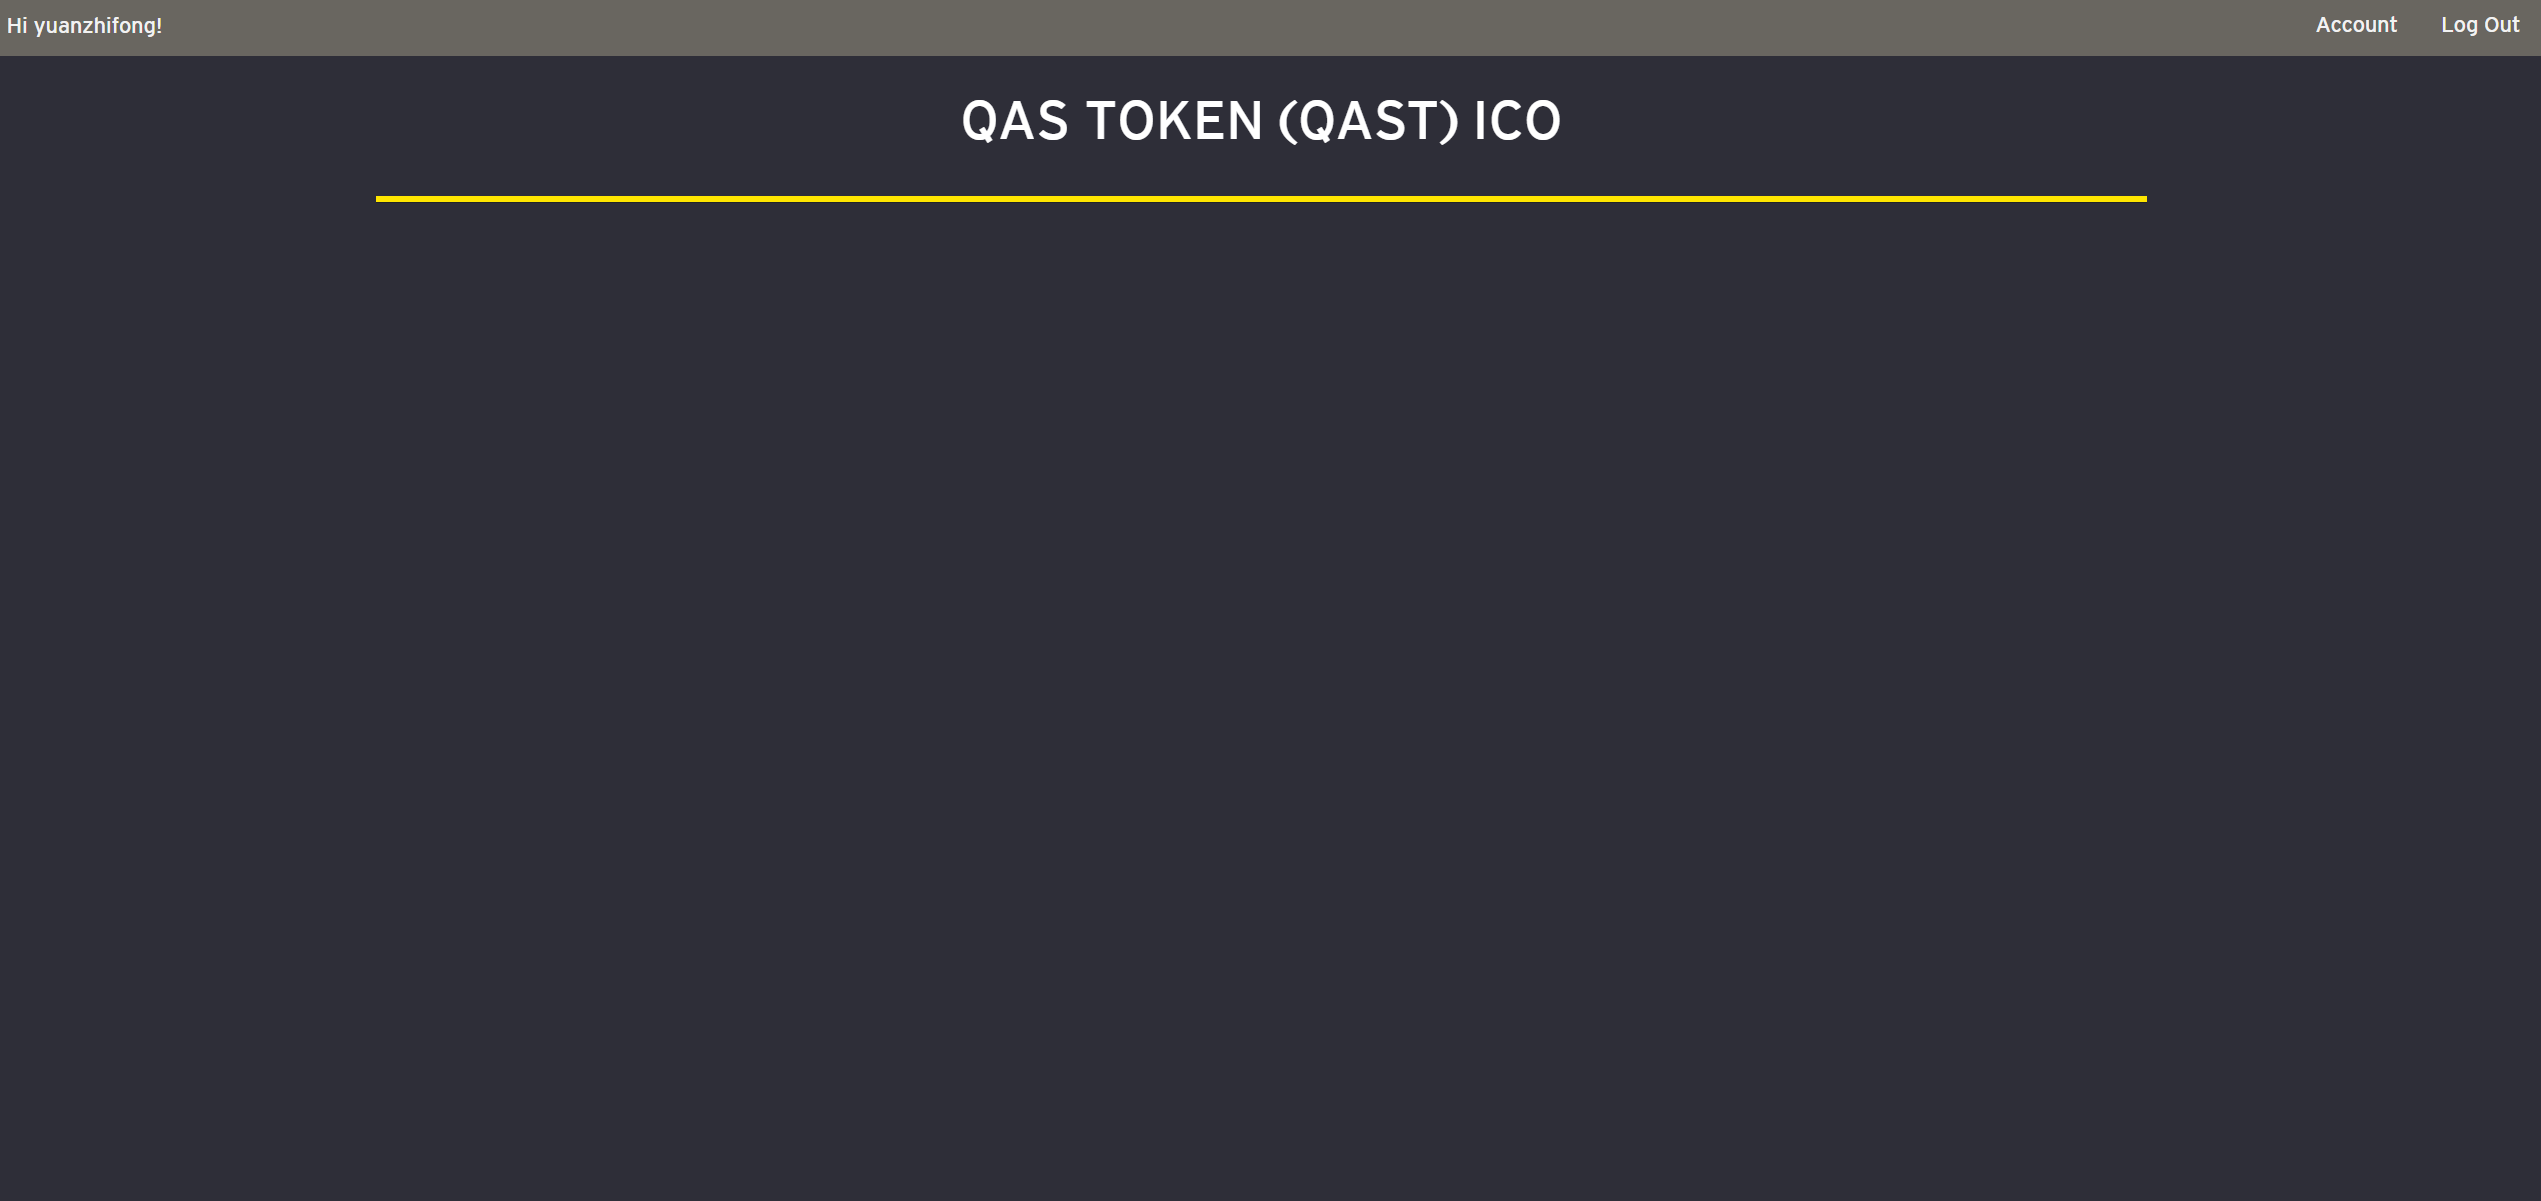 Hi yuanzhifong!
Account
Log Out
QAS TOKEN (QAST) ICO